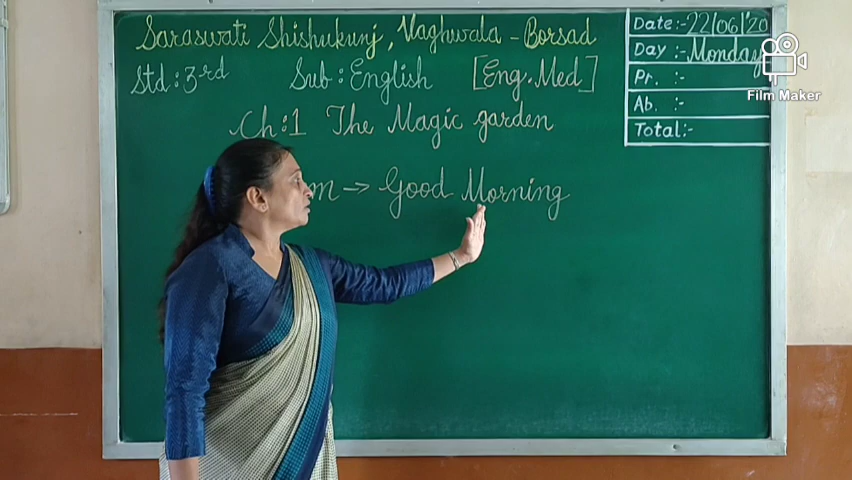 Saraswati Shishukunj, Vaghwala - Borsad
Std : 3rd Sub : English [Eng. Med]
Ch : 1 The Magic garden
m → Good Morning
Date:- 22/06/'20
Day :- Monday
Pr. :-
Ab. :-
Total:-
Film Maker